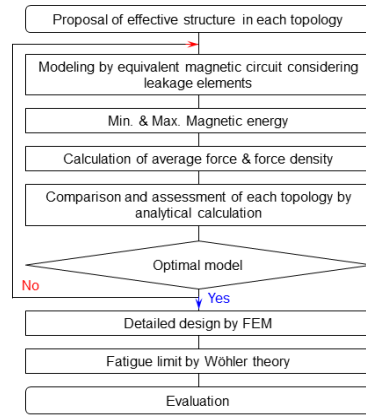 Proposal of effective structure in each topology
Modeling by equivalent magnetic circuit considering
leakage elements
Min. & Max. Magnetic energy
Calculation of average force & force density
Comparison and assessment of each topology by
analytical calculation
Optimal model
No
Yes
Detailed design by FEM
Fatigue limit by Wöhler theory
Evaluation